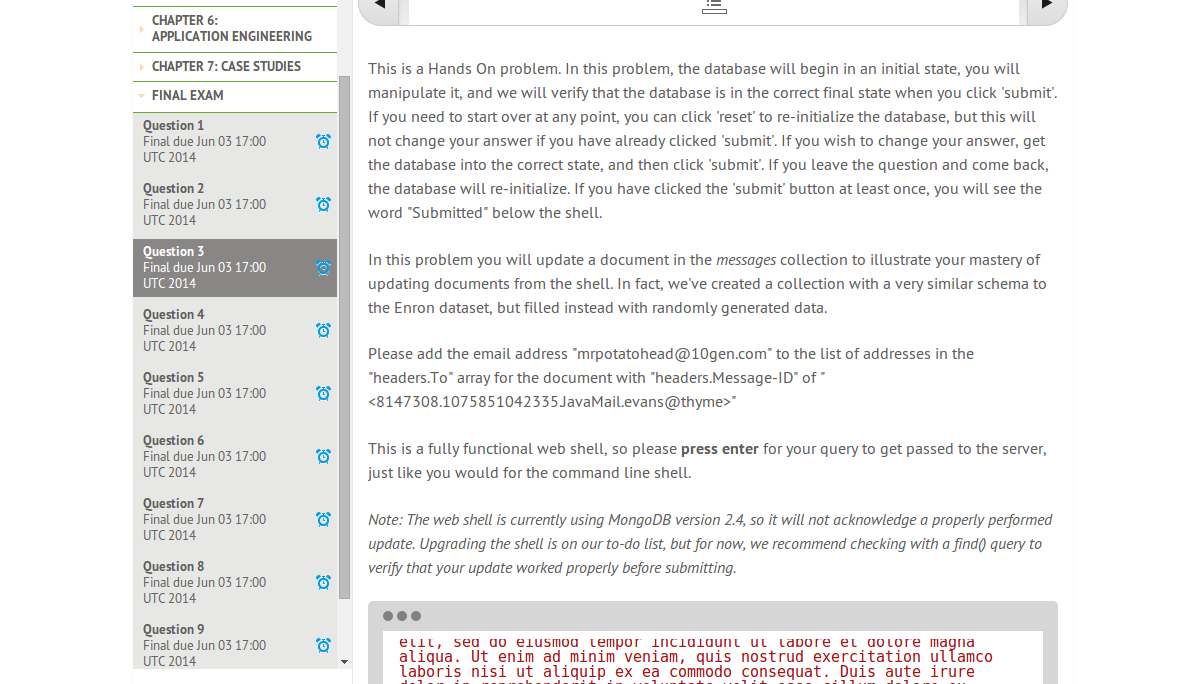 CHAPTER 6:
APPLICATION ENGINEERING
CHAPTER 7: CASE STUDIES
FINAL EXAM
Question 1
Final due Jun 03 17:00
UTC 2014
Question 2
Final due Jun 03 17:00
UTC 2014
Question 3
Final due Jun 03 17:00
UTC 2014
Question 4
Final due Jun 03 17:00
UTC 2014
Question 5
Final due Jun 03 17:00
UTC 2014
Question 6
Final due Jun 03 17:00
UTC 2014
Question 7
Final due Jun 03 17:00
UTC 2014
Question 8
Final due Jun 03 17:00
UTC 2014
Question 9
Final due Jun 03 17:00
UTC 2014
This is a Hands On problem. In this problem, the database will begin in an initial state, you will
manipulate it, and we will verify that the database is in the correct final state when you click 'submit'.
If you need to start over at any point, you can click 'reset' to re-initialize the database, but this will
not change your answer if you have already clicked 'submit'. If you wish to change your answer, get
the database into the correct state, and then click 'submit'. If you leave the question and come back,
the database will re-initialize. If you have clicked the 'submit' button at least once, you will see the
word "Submitted" below the shell.
In this problem you will update a document in the messages collection to illustrate your mastery of
updating documents from the shell. In fact, we've created a collection with a very similar schema to
the Enron dataset, but filled instead with randomly generated data.
Please add the email address "mrpotatohead@10gen.com" to the list of addresses in the
"headers.To" array for the document with "headers.Message-ID" of "
<8147308.1075851042335.JavaMail.evans@thyme>"
This is a fully functional web shell, so please press enter for your query to get passed to the server,
just like you would for the command line shell.
Note: The web shell is currently using MongoDB version 2.4, so it will not acknowledge a properly performed
update. Upgrading the shell is on our to-do list, but for now, we recommend checking with a find() query to
verify that your update worked properly before submitting.
elit, sed do eiusmod tempor incididunt ut labore et dolore magna
aliqua. Ut enim ad minim veniam, quis nostrud exercitation ullamco
laboris nisi ut aliquip ex ea commodo consequat. Duis aute irure